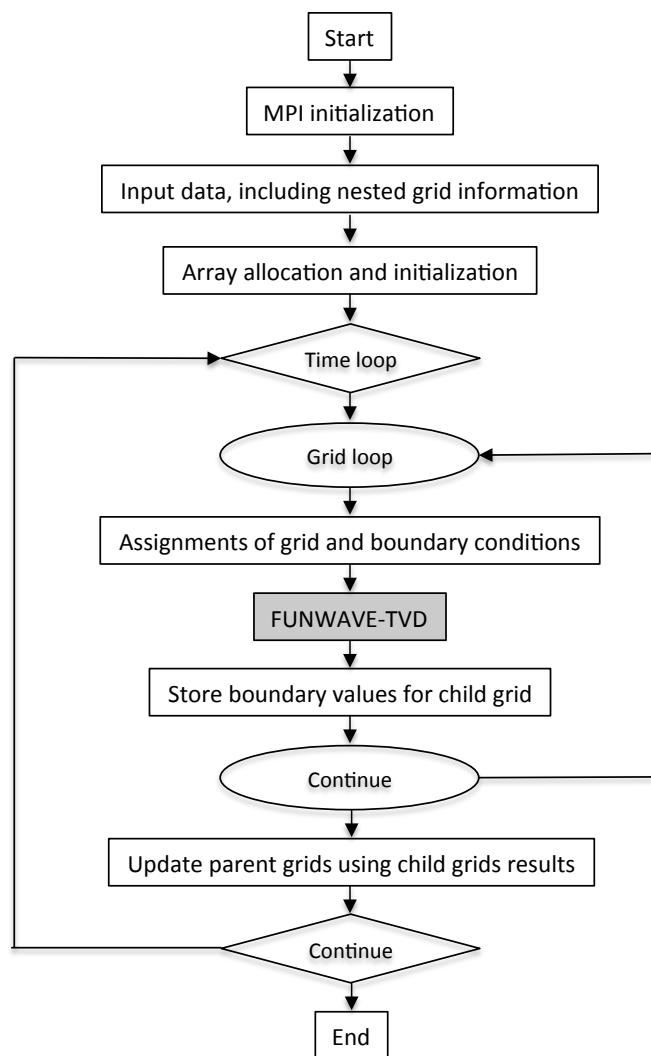 Start
MPI initialization
Input data, including nested grid information
Array allocation and initialization
Time loop
Grid loop
Assignments of grid and boundary conditions
FUNWAVE-TVD
Store boundary values for child grid
Continue
Update parent grids using child grids results
Continue
End